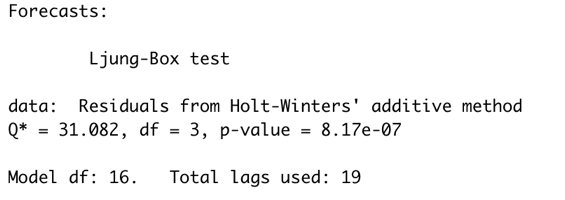 Forecasts:
Ljung-Box test
data:  Residuals from Holt-Winters' additive method
Q* = 31.082, df = 3, p-value = 8.17e-07
Model df: 16.   Total lags used: 19